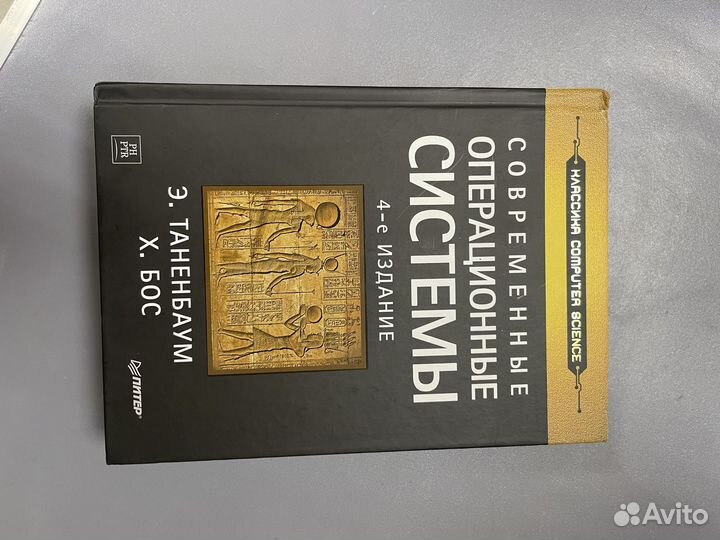 КЛАССИКА COMPUTER SCIENCE
СОВРЕМЕННЫЕ
ОПЕРАЦИОННЫЕ
СИСТЕМЫ
4-е ИЗДАНИЕ
Э. ТАНЕНБАУМ
Х. БОС
PH
PTR
ПИТЕР®
Avito